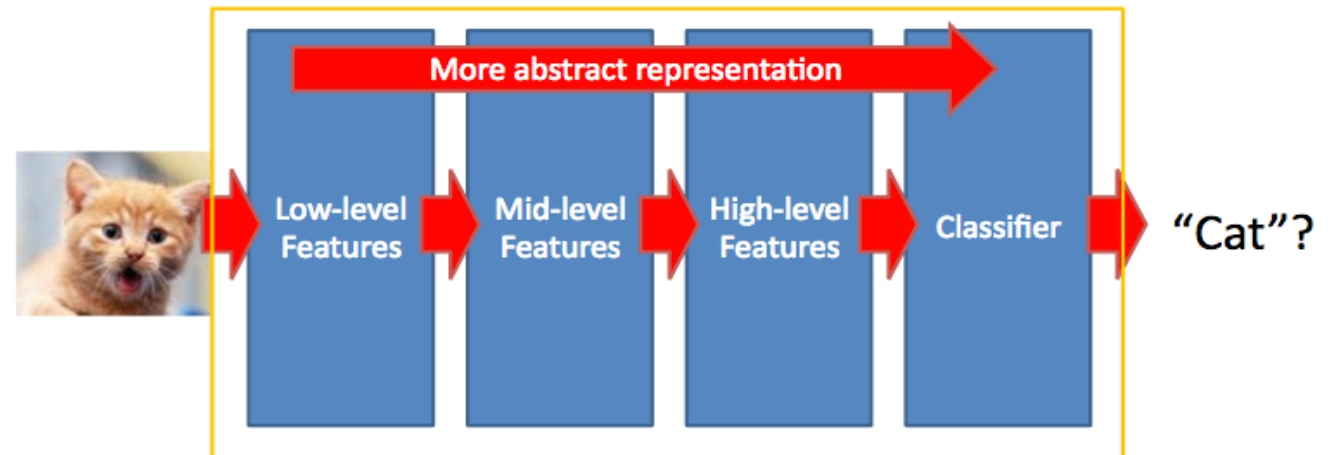 More abstract representation
Low-level
Features
Mid-level
Features
High-level
Features
Classifier
“Cat”?